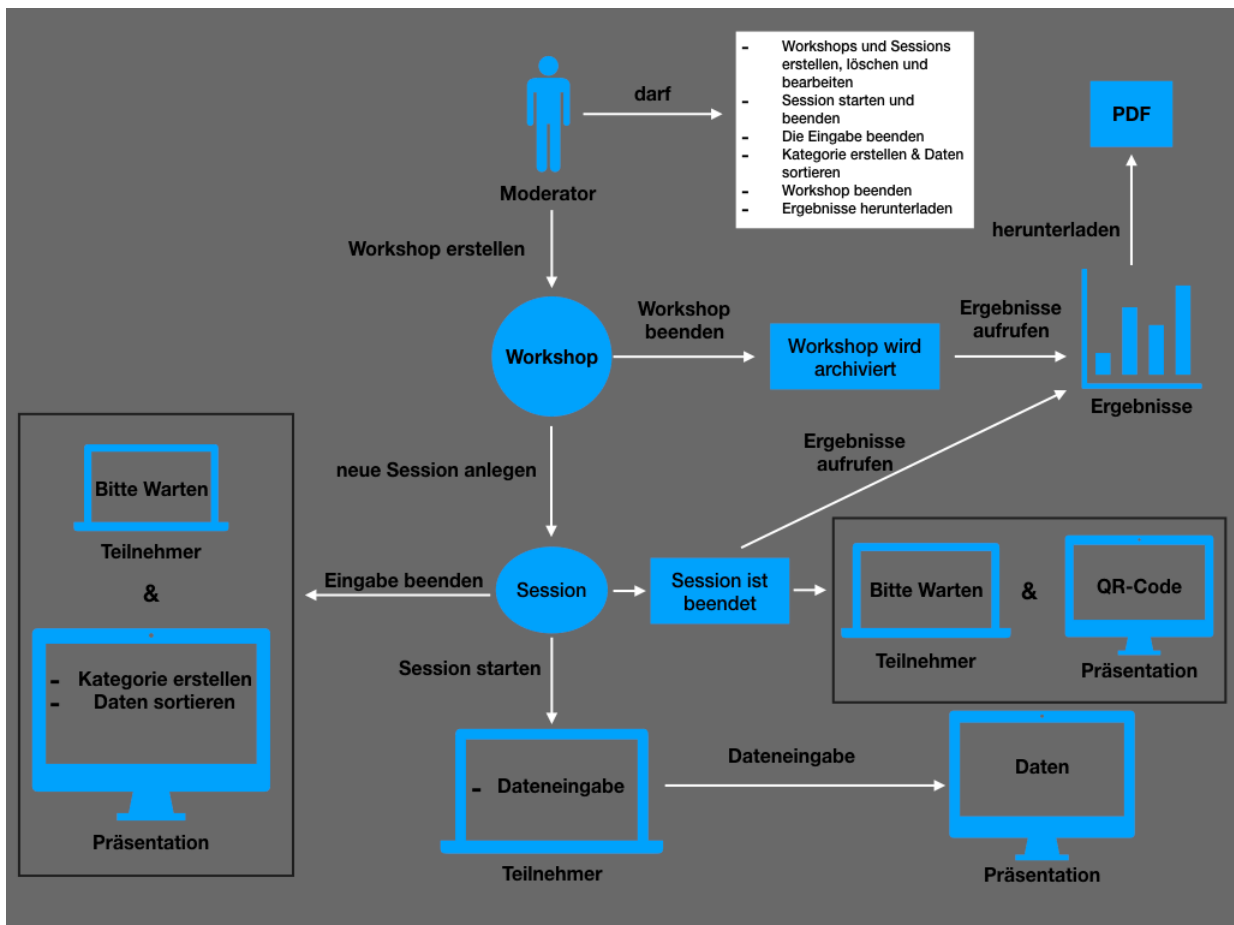 - Workshops und Sessions
erstellen, löschen und
bearbeiten
- Session starten und
beenden
- Die Eingabe beenden
- Kategorie erstellen & Daten
sortieren
- Workshop beenden
- Ergebnisse herunterladen
darf
PDF
Moderator
herunterladen
Workshop erstellen
Workshop
beenden
Ergebnisse
aufrufen
Workshop
Workshop wird
archiviert
Ergebnisse
Ergebnisse
aufrufen
neue Session anlegen
Bitte Warten
Teilnehmer
&
Eingabe beenden
Session
Session ist
beendet
Bitte Warten
&
QR-Code
Teilnehmer
Präsentation
- Kategorie erstellen
- Daten sortieren
Präsentation
Session starten
- Dateneingabe
Teilnehmer
Dateneingabe
Daten
Präsentation